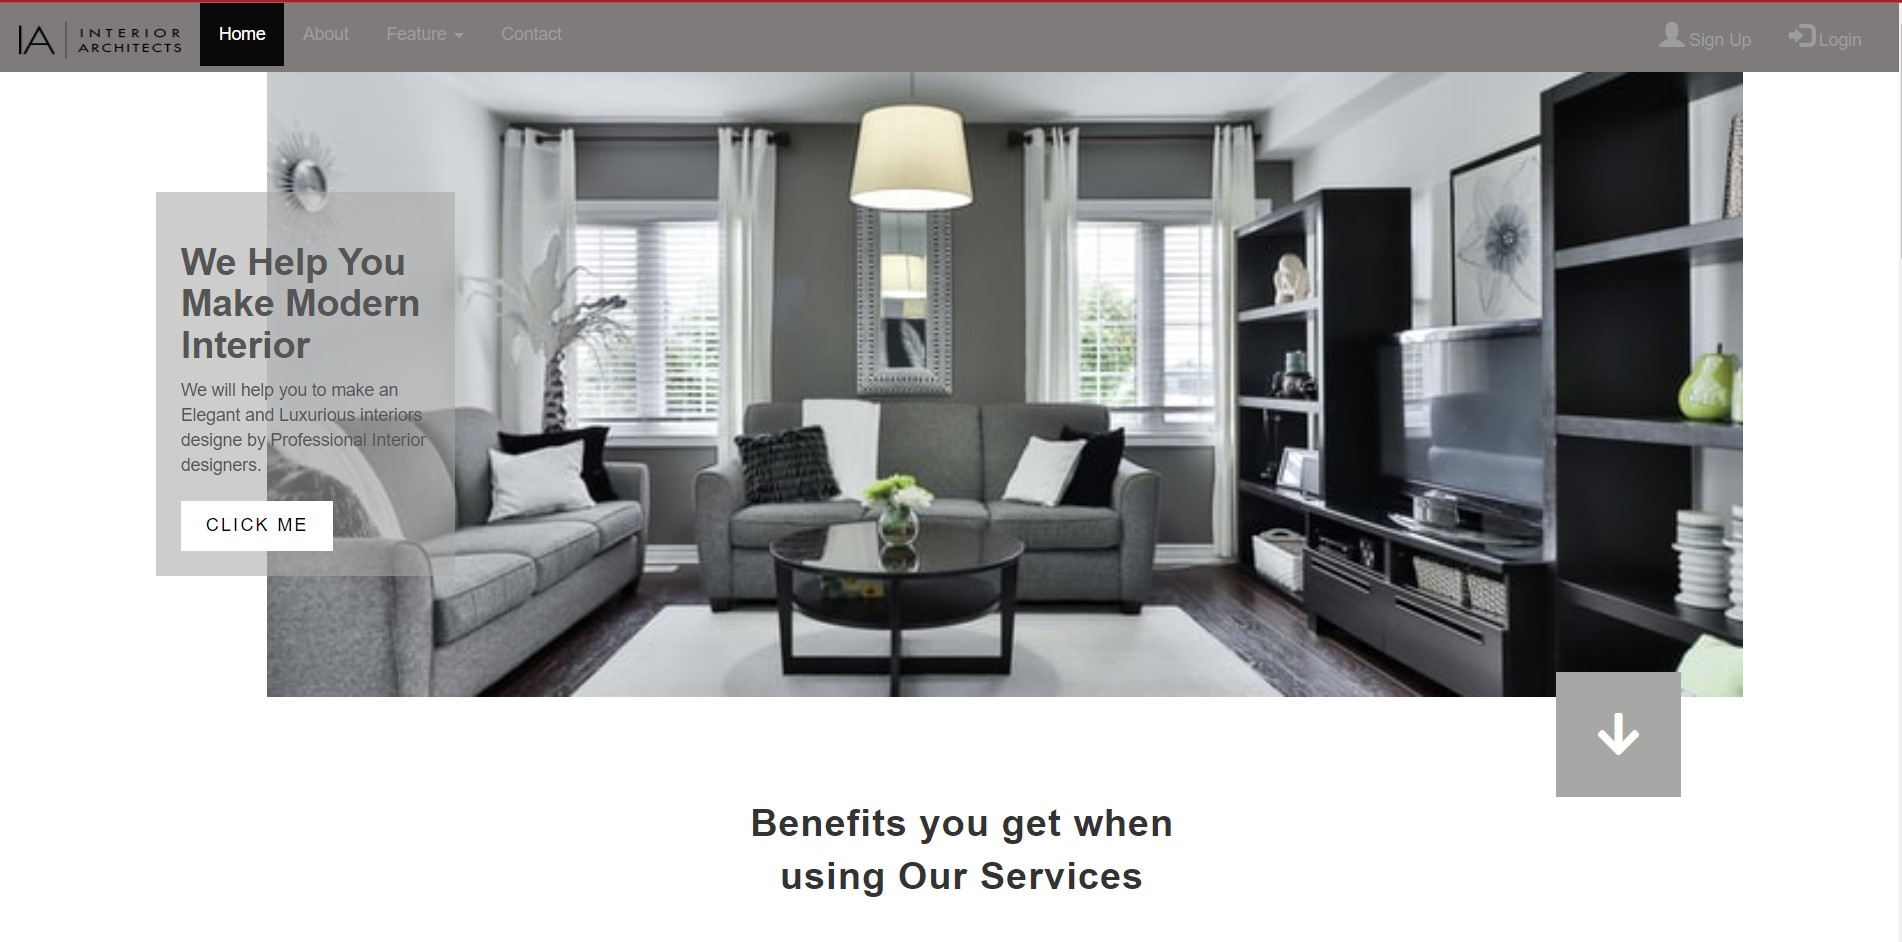 IA INTERIOR ARCHITECTS
Home About Feature Contact Sign Up Login
We Help You
Make Modern
Interior
We will help you to make an
Elegant and Luxurious interiors
designe by Professional Interior
designers.
CLICK ME
Benefits you get when
using Our Services